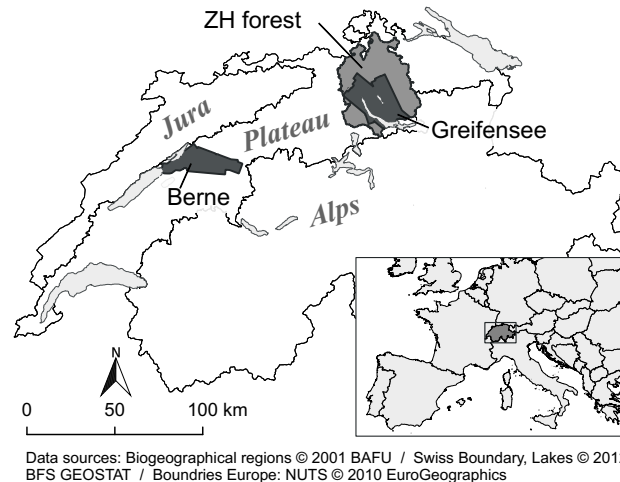 ZH forest
Jura
Plateau
Greifensee
Berne
Alps
N
0 50 100 km
Data sources: Biogeographical regions © 2001 BAFU / Swiss Boundary, Lakes © 201
BFS GEOSTAT / Boundries Europe: NUTS © 2010 EuroGeographics